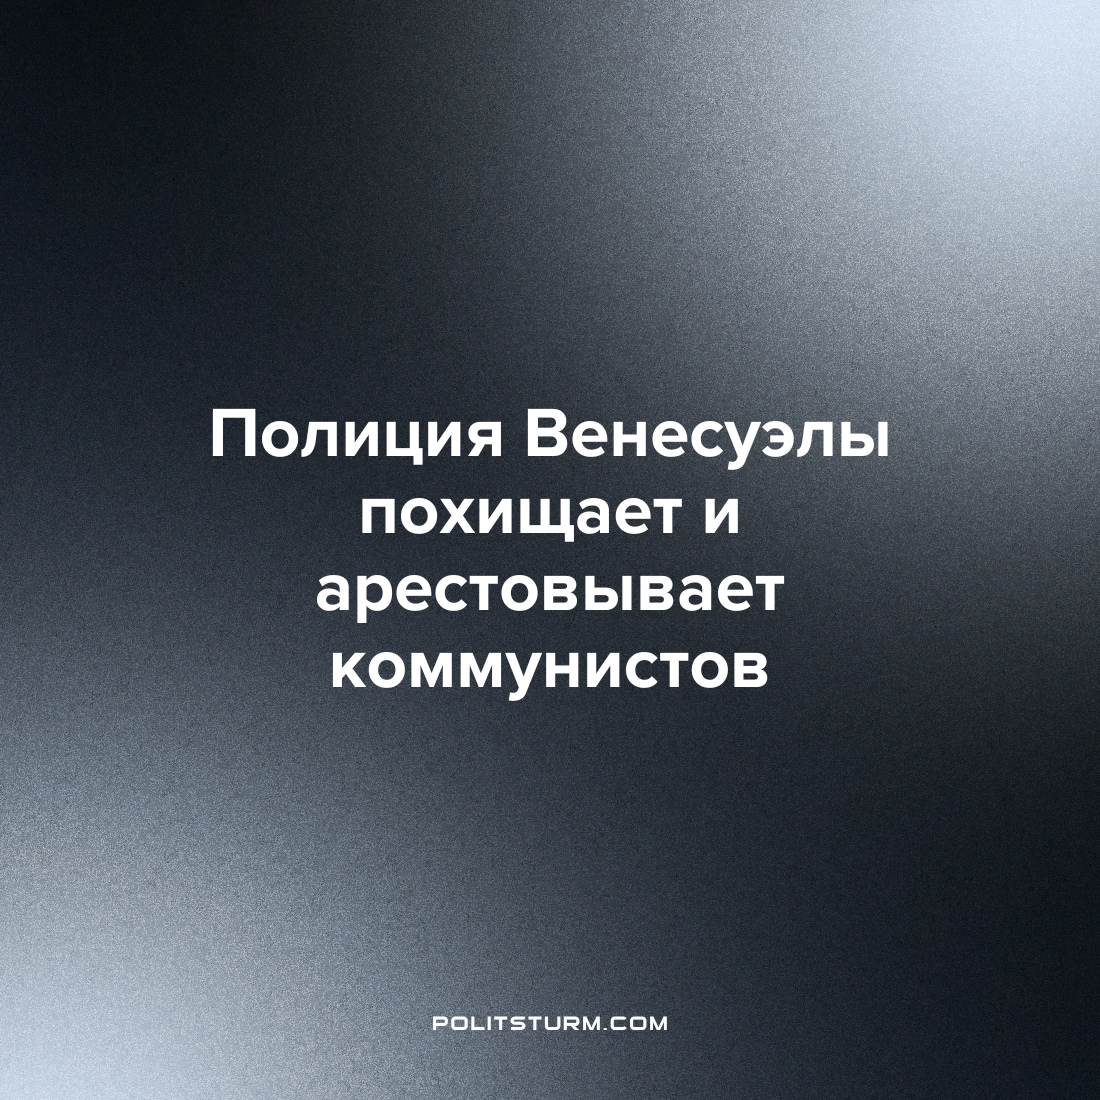 Полиция Венесуэлы
похищает и
арестовывает
коммунистов
POLITSTURM.COM